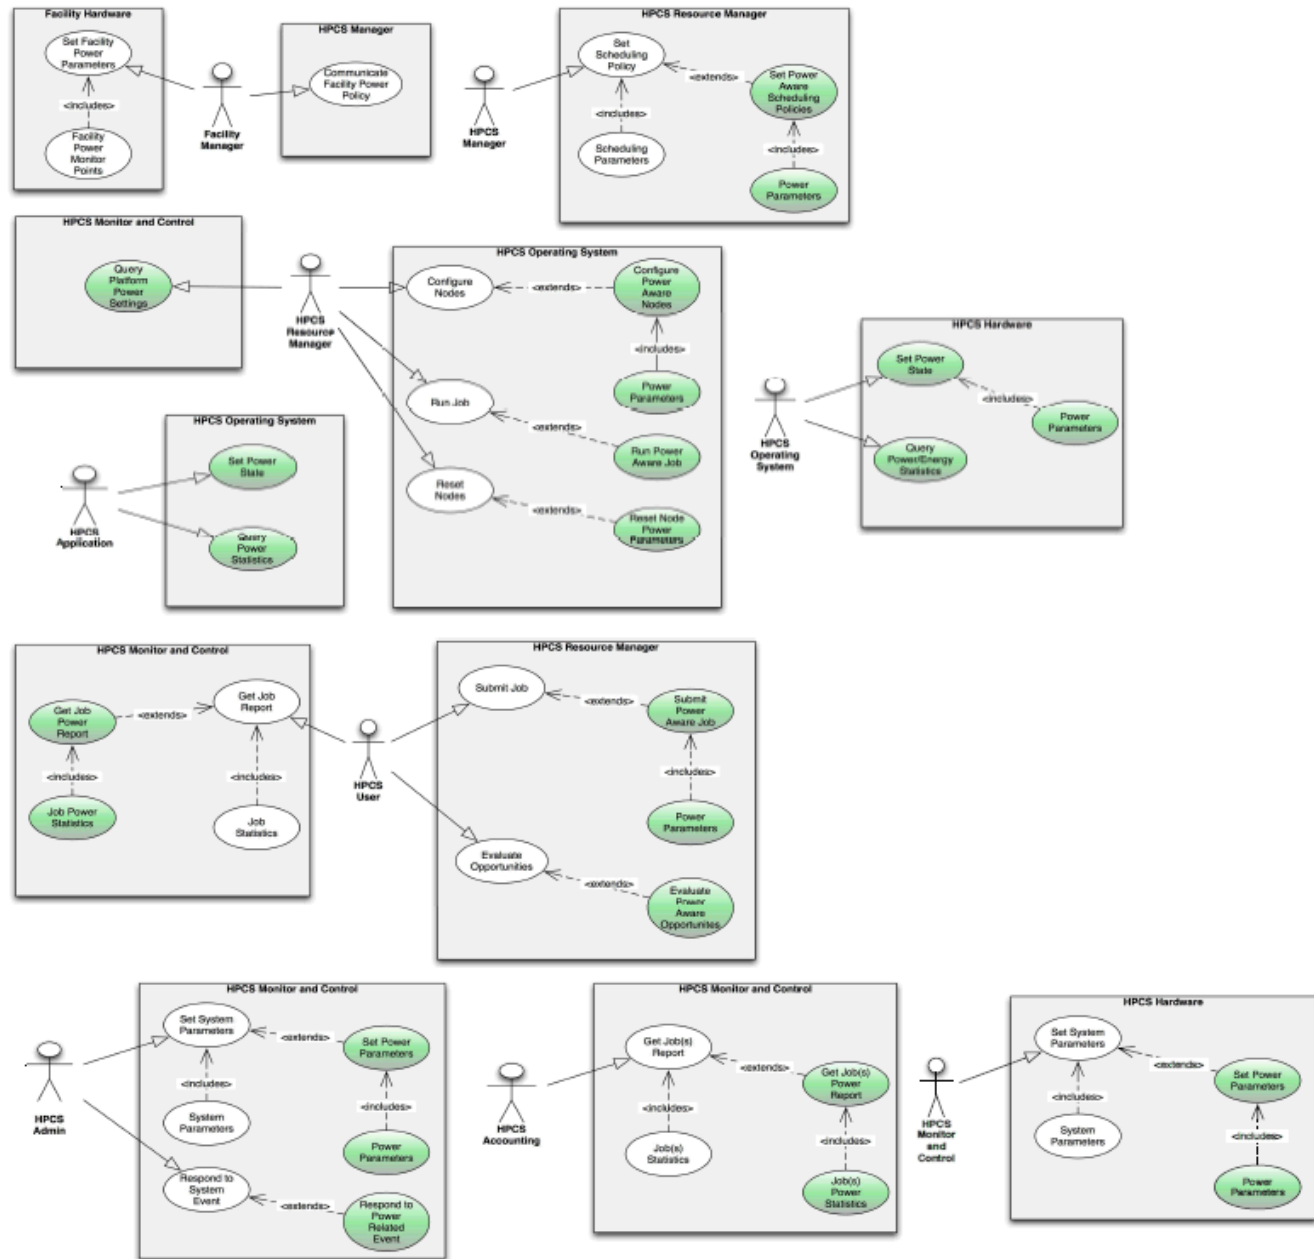 Facility Hardware
Set Facility
Power
Parameters
<includes>
Facility
Power
Monitor
Points
Facility
Manager
HPCS Manager
Communicate
Facility Power
Policy
HPCS
Manager
HPCS Resource Manager
Set
Scheduling
Policy
<extends>
Set Power
Aware
Scheduling
Policies
<includes>
Scheduling
Parameters
<includes>
Power
Parameters
HPCS Monitor and Control
Query
Platform
Power
Settings
HPCS
Resource
Manager
HPCS Operating System
Configure
Nodes
<extends>
Configure
Power
Aware
Nodes
<includes>
Power
Parameters
Run Job
<extends>
Run Power
Aware Job
Reset
Nodes
<extends>
Reset Node
Power
Parameters
HPCS
Operating
System
HPCS Hardware
Set Power
State
<includes>
Power
Parameters
Query
Power/Energy
Statistics
HPCS
Application
HPCS Operating System
Set Power
State
Query
Power
Statistics
HPCS Monitor and Control
Get Job
Power
Report
<extends>
Get Job
Report
<includes>
<includes>
Job Power
Statistics
Job
Statistics
HPCS
User
HPCS Resource Manager
Submit Job
<extends>
Submit
Power
Aware Job
<includes>
Power
Parameters
Evaluate
Opportunities
<extends>
Evaluate
Power
Aware
Opportunites
HPCS
Admin
HPCS Monitor and Control
Set System
Parameters
<extends>
Set Power
Parameters
<includes>
<includes>
System
Parameters
Power
Parameters
Respond to
System
Event
<extends>
Respond to
Power
Related
Event
HPCS
Accounting
HPCS Monitor and Control
Get Job(s)
Report
<extends>
Get Job(s)
Power
Report
<includes>
<includes>
Job(s)
Statistics
Job(s)
Power
Statistics
HPCS
Monitor
and
Control
HPCS Hardware
Set System
Parameters
<extends>
Set Power
Parameters
<includes>
<includes>
System
Parameters
Power
Parameters